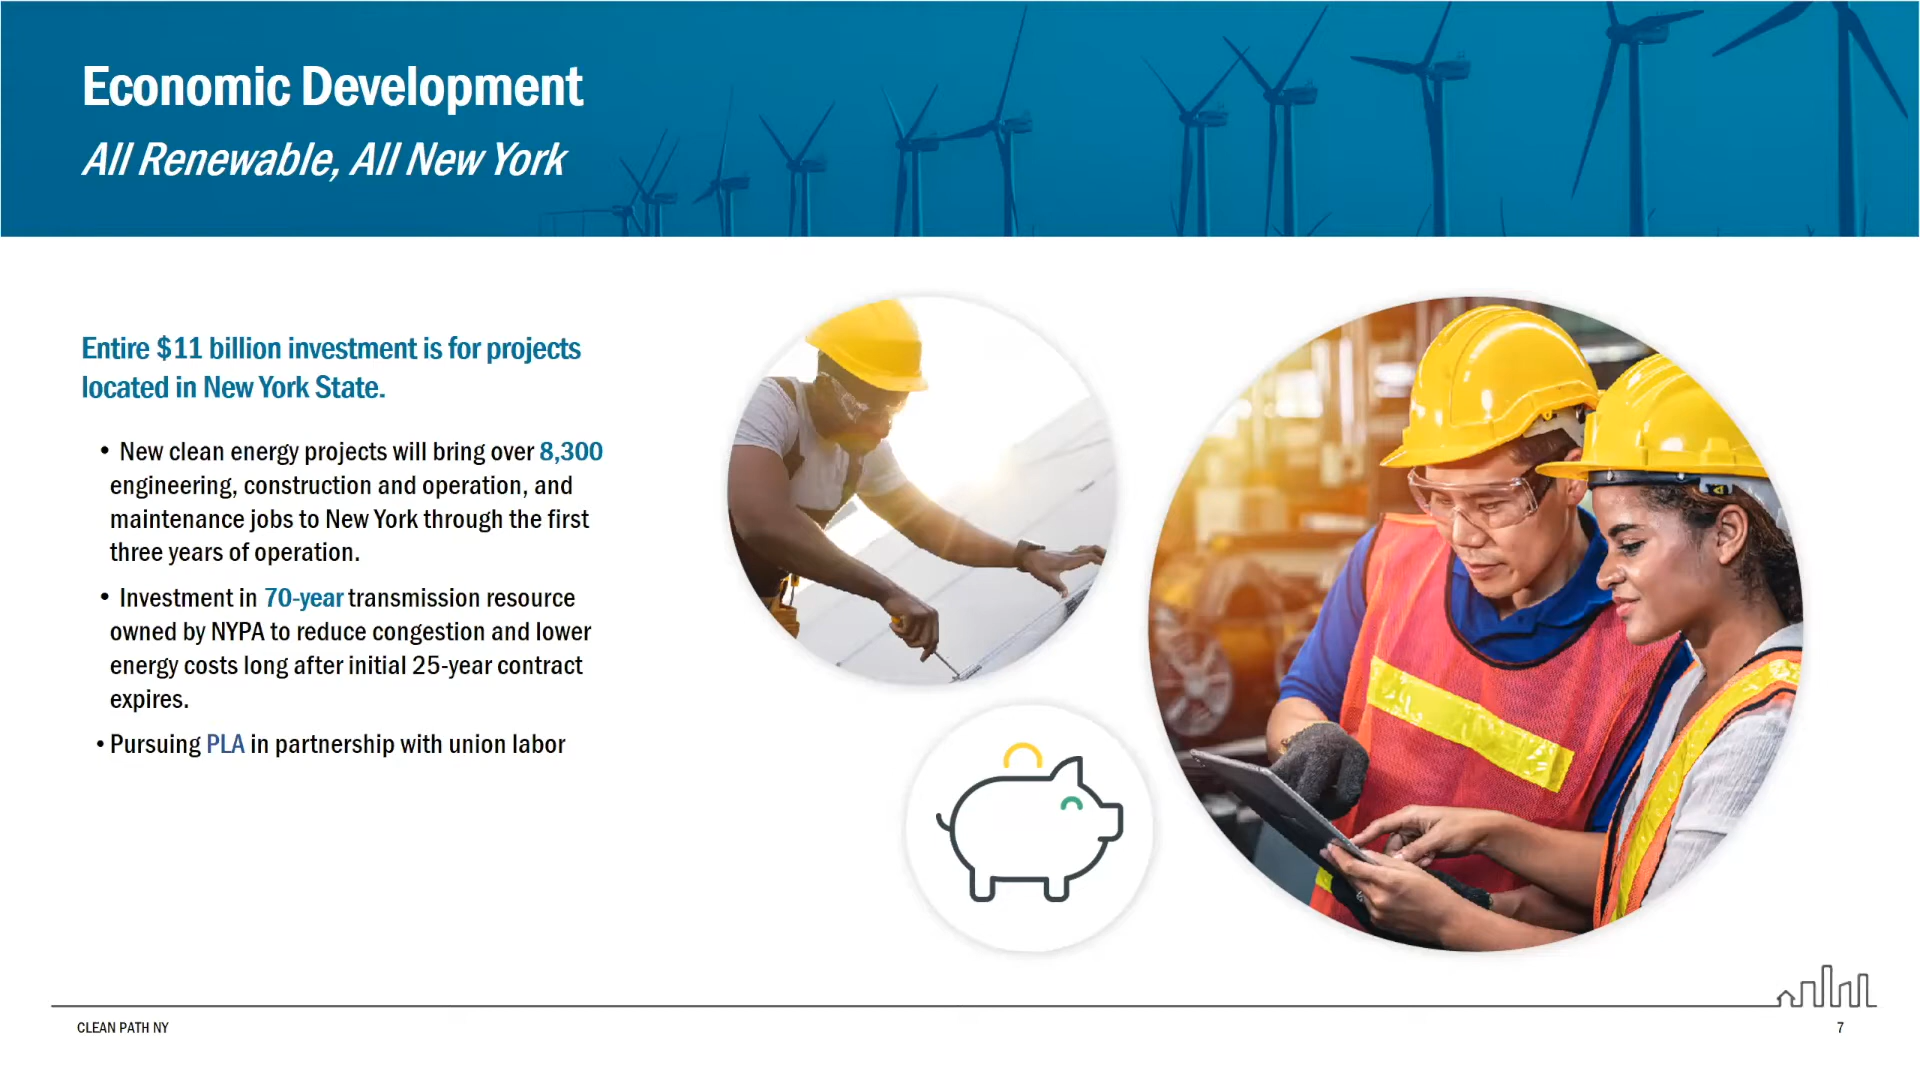 Economic Development
All Renewable, All New York
Entire $11 billion investment is for projects
located in New York State.
• New clean energy projects will bring over 8,300
engineering, construction and operation, and
maintenance jobs to New York through the first
three years of operation.
• Investment in 70-year transmission resource
owned by NYPA to reduce congestion and lower
energy costs long after initial 25-year contract
expires.
• Pursuing PLA in partnership with union labor
CLEAN PATH NY
7